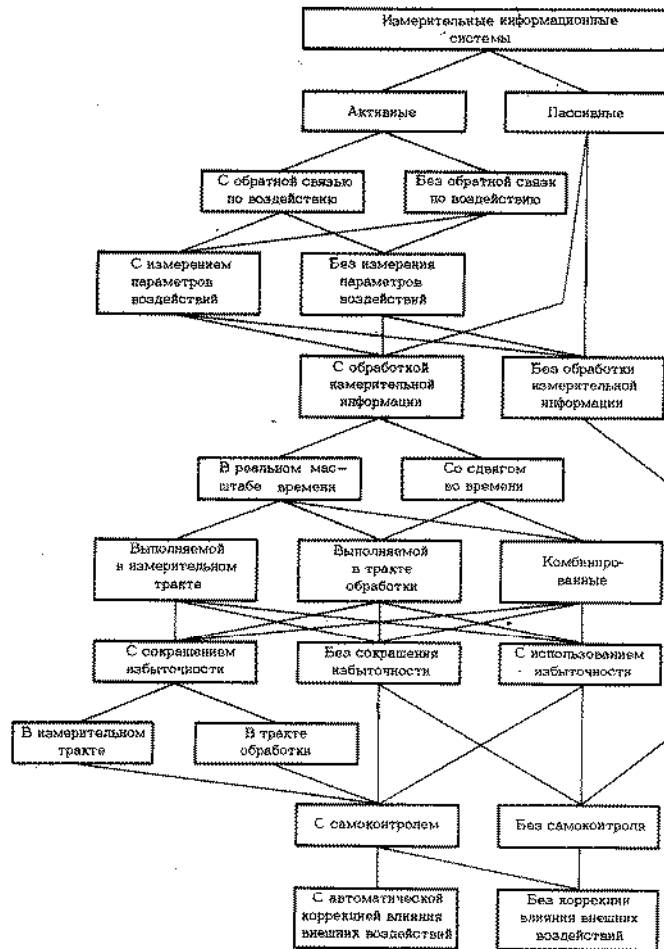 Измерительные информационные
системы
Активные
Пассивные
С обратной связью
по воздействию
Без обратной связи
по воздействию
С измерением
параметров
воздействий
Без измерения
параметров
воздействий
С обработкой
измерительной
информации
Без обработки
измерительной
информации
В реальном мас-
штабе времени
Со сдвигом
во времени
Выполняемой
в измерительном
тракте
Выполняемой
в тракте
обработки
Комбиниро-
ванные
С сокращением
избыточности
Без сокращения
избыточности
С использованием
избыточности
В измерительном
тракте
В тракте
обработки
С самоконтролем
Без самоконтроля
С автоматической
коррекцией влияния
внешних воздействий
Без коррекции
влияния внешних
воздействий